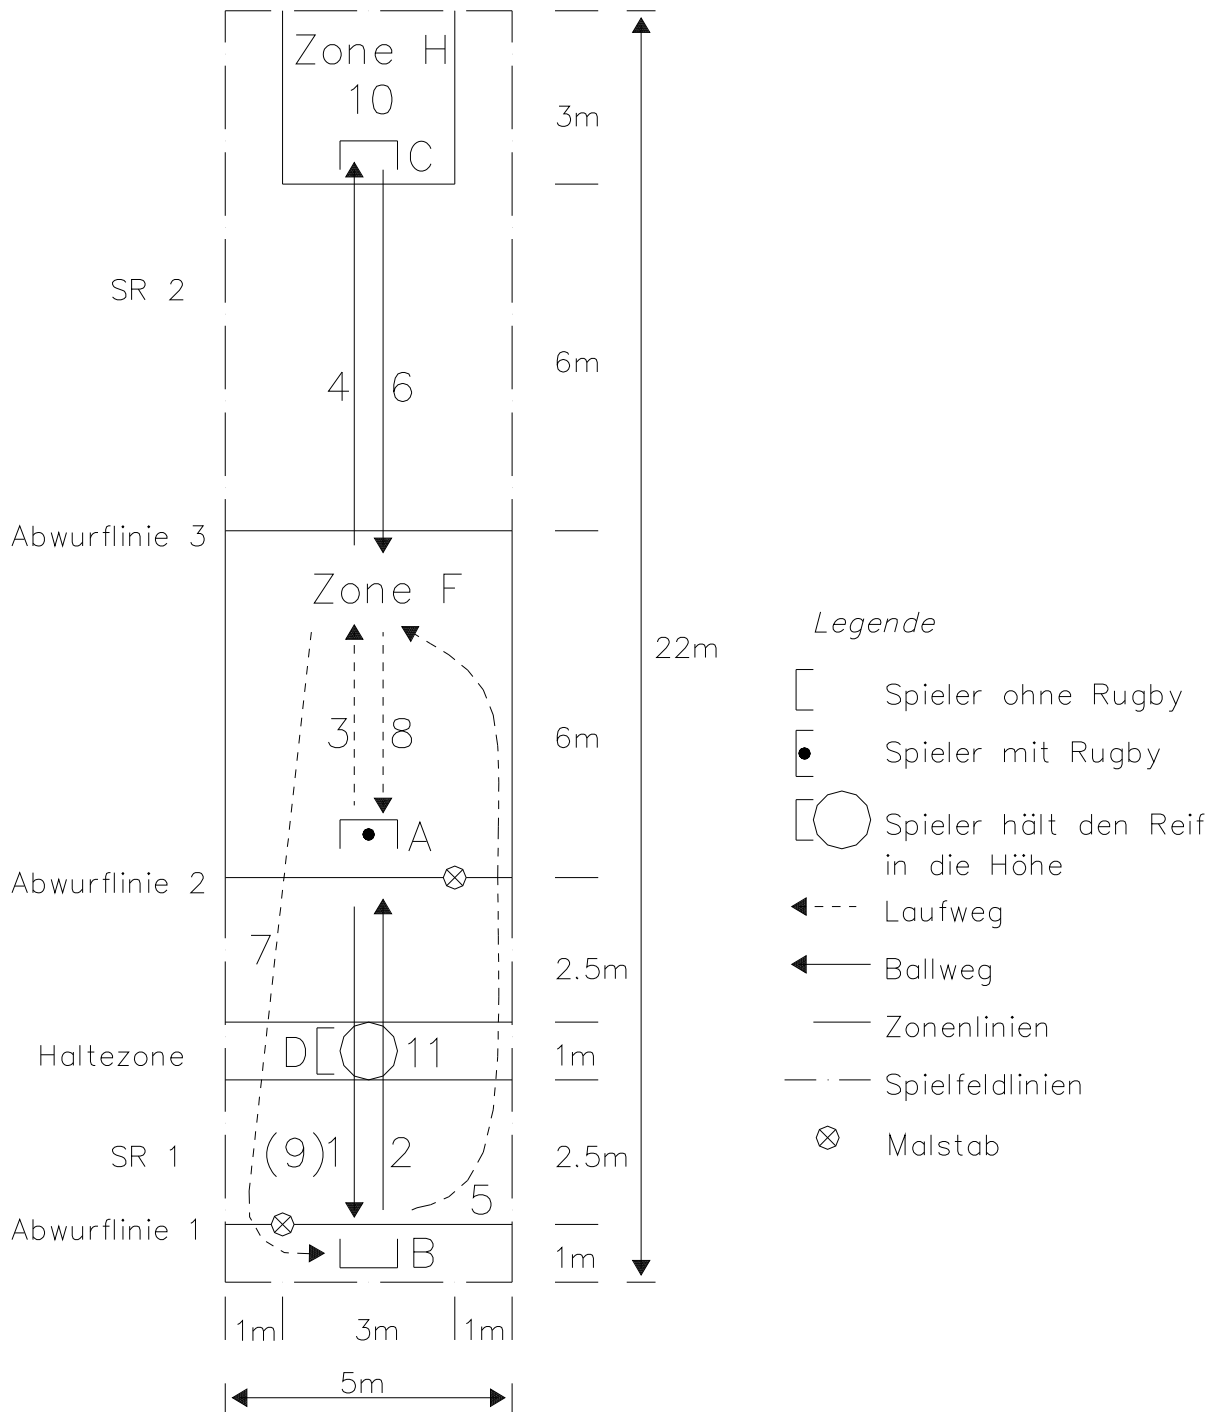 Zone H
10
3m
C
SR 2
6m
4
6
Abwurflinie 3
Zone F
22m
3
8
6m
A
Abwurflinie 2
7
2.5m
Haltezone
D
11
1m
SR 1
(9)1
2
2.5m
5
Abwurflinie 1
B
1m
1m
3m
1m
5m
Legende
Spieler ohne Rugby
Spieler mit Rugby
Spieler hält den Reif
in die Höhe
Laufweg
Ballweg
Zonenlinien
Spielfeldlinien
Malstab